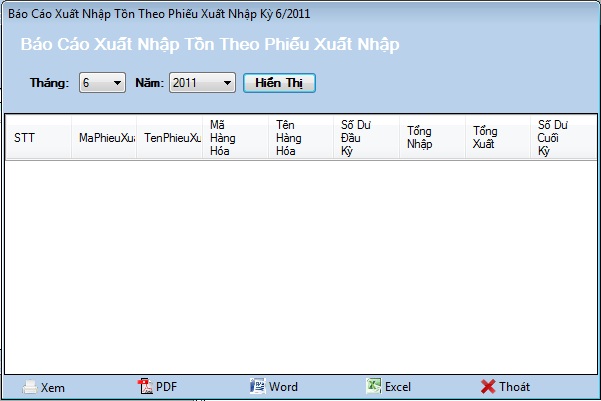 Báo Cáo Xuất Nhập Tồn Theo Phiếu Xuất Nhập Kỳ 6/2011
Báo Cáo Xuất Nhập Tồn Theo Phiếu Xuất Nhập
Tháng: 6 Năm: 2011 Hiển Thị
STT MaPhieuXua TenPhieuXu Mã Hàng Hóa Tên Hàng Hóa Số Dư Đầu Kỳ Tổng Nhập Tổng Xuất Số Dư Cuối Kỳ
Xem PDF Word Excel Thoát